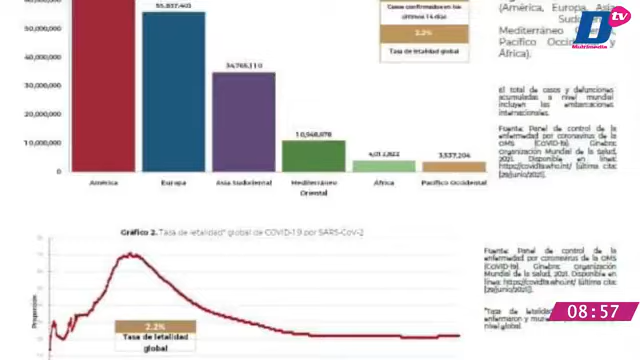 (América, Europa, Asia
Mediterráneo
Pacífico Occidental y
África).
tv
Multimedia
Casos confirmados en los
últimos 14 días
2.2%
Tasa de letalidad global
50,000,000
40,000,000
30,000,000
20,000,000
10,000,000
0
55,837,403
34,765,110
10,948,878
4,012,822
3,537,204
América
Europa
Asia Sudoriental
Mediterráneo
Oriental
África
Pacífico Occidental
El total de casos y defunciones
acumuladas a nivel mundial
incluyen las embarcaciones
internacionales.
Fuente: Panel de control de la
enfermedad por coronavirus de la
OMS (COVID-19). Ginebra:
Organización Mundial de la salud,
2021. Disponible en línea:
https://covid19.who.int/ [última cita:
[29/junio/2021].
Gráfico 2. Tasa de letalidad* global de COVID-19 por SARS-CoV-2
Proporción
2.2%
Tasa de letalidad
global
Fuente: Panel de control de la
enfermedad por coronavirus de la OMS
(COVID-19). Ginebra: Organización
Mundial de la salud, 2021. Disponible en
línea: https://covid19.who.int/ [última cita:
[29/junio/2021].
*Tasa de letalidad
enfermaron y
nivel global.
08:57